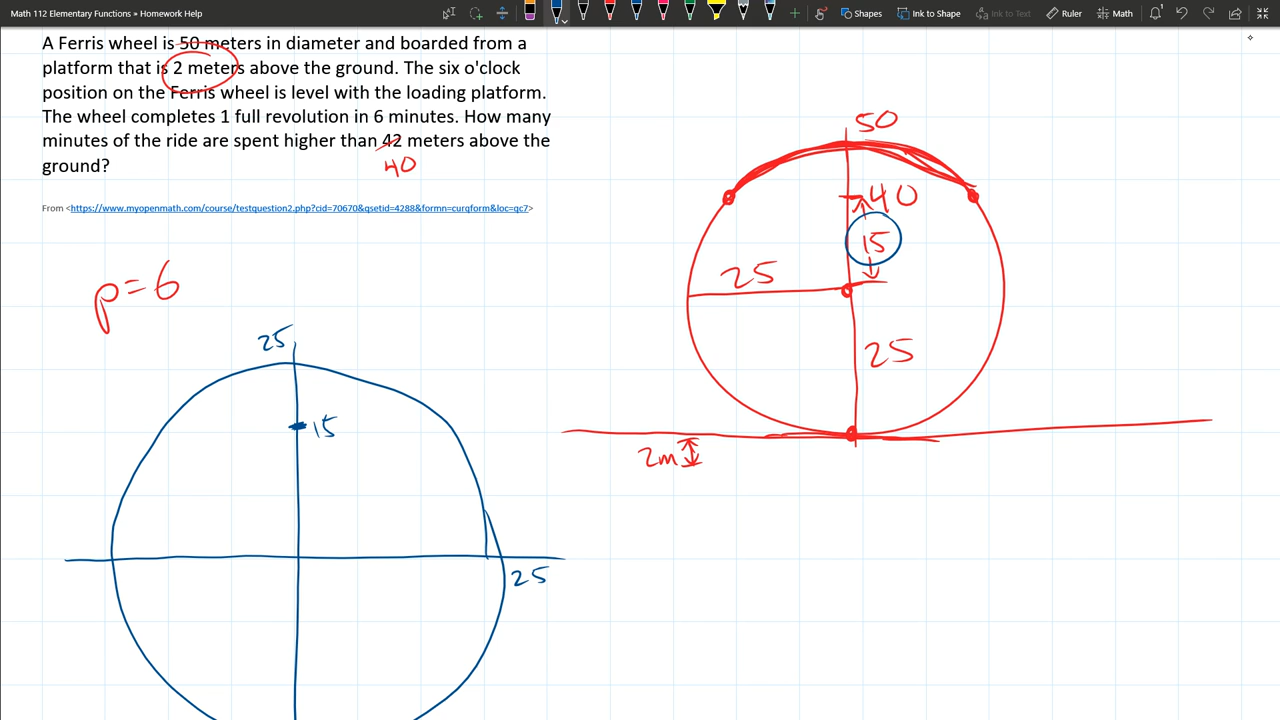 Math 112 Elementary Functions » Homework Help
Shapes Ink to Shape Ink to Text Ruler Math
A Ferris wheel is 50 meters in diameter and boarded from a
platform that is 2 meters above the ground. The six o'clock
position on the Ferris wheel is level with the loading platform.
The wheel completes 1 full revolution in 6 minutes. How many
minutes of the ride are spent higher than 42 meters above the
40
ground?
From <https://www.myopenmath.com/course/testquestion2.php?cid=70670&qsetid=4288&formn=curqform&loc=qc7>
p=6
25
15
25
50
40
15
25
25
2m